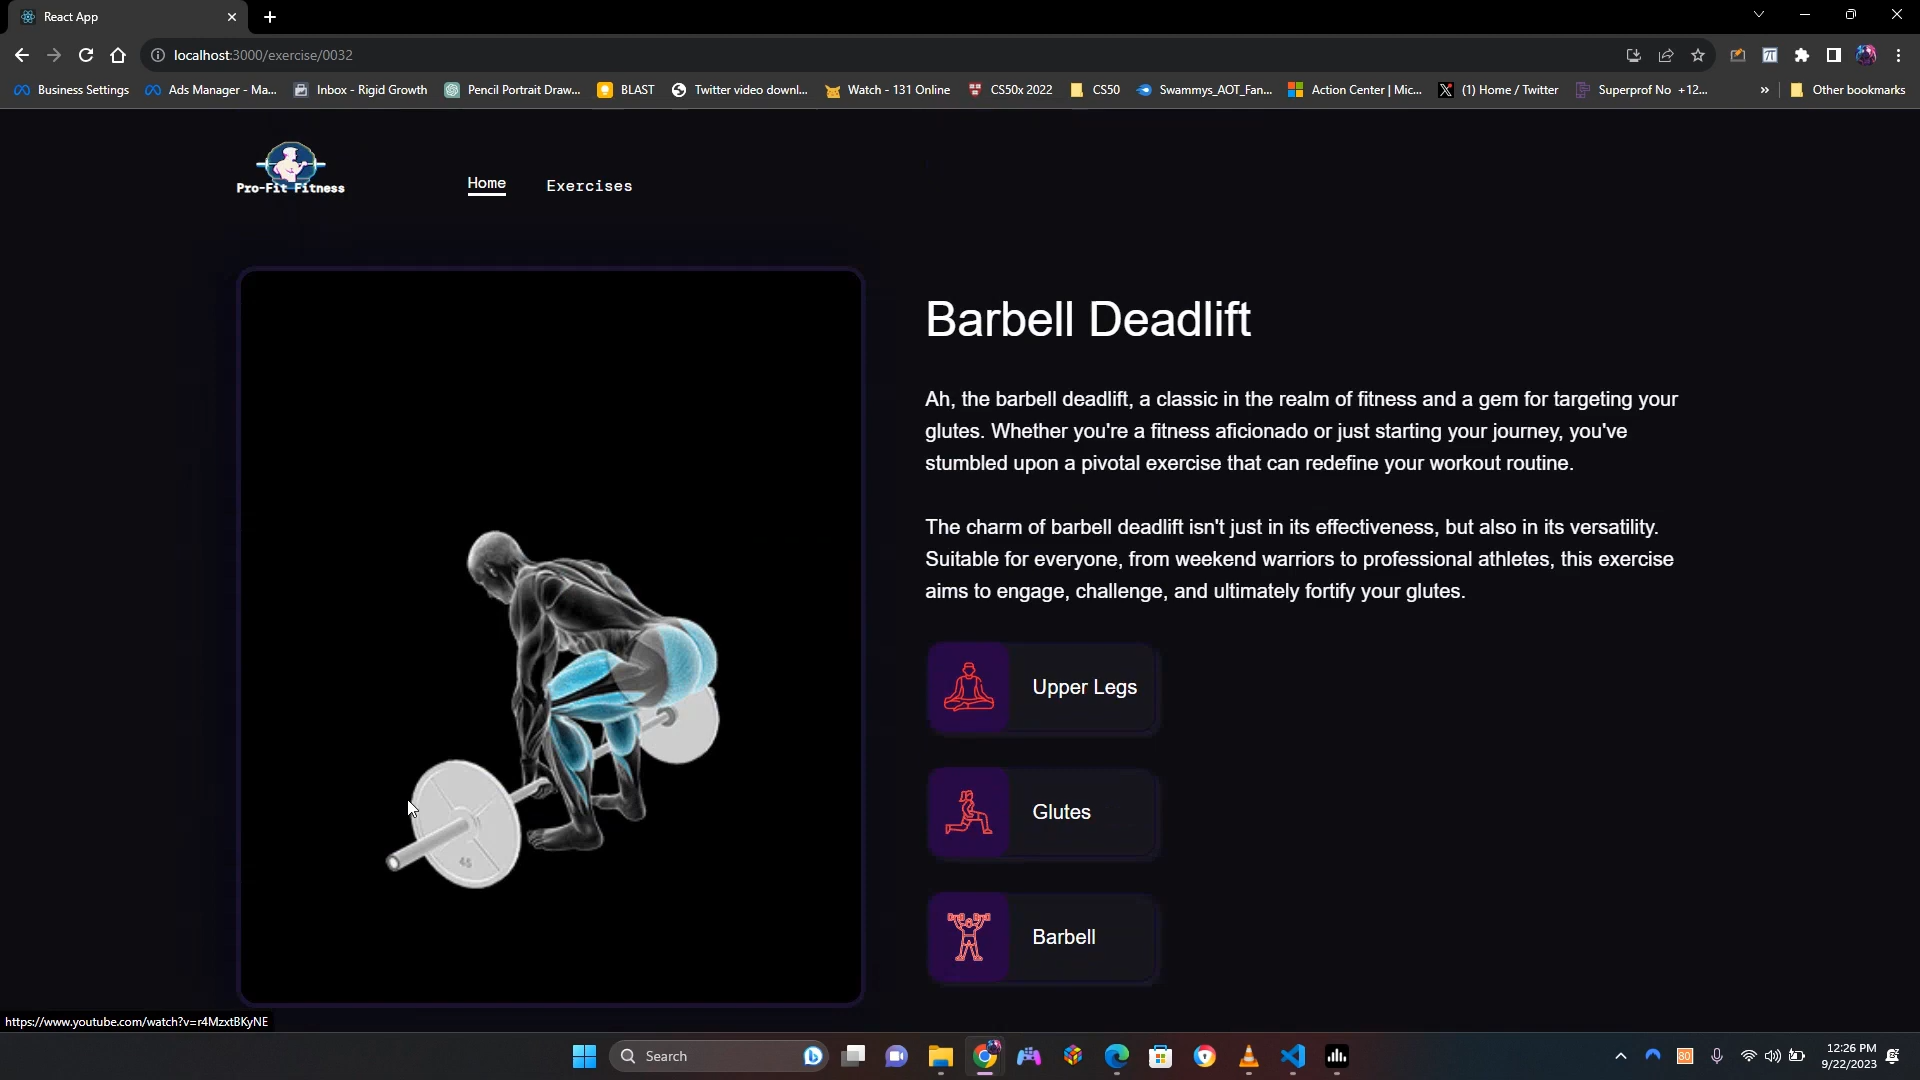 React App
localhost:3000/exercise/0032
Business Settings
Ads Manager - Ma...
Inbox - Rigid Growth
Pencil Portrait Draw...
BLAST
Twitter video downl...
Watch - 131 Online
CS50x 2022
CS50
Swammys_AOT_Fan...
Action Center | Mic...
(1) Home / Twitter
Superprof No +12...
»
Other bookmarks
Pro-Fit Fitness
Home
Exercises
Barbell Deadlift
Ah, the barbell deadlift, a classic in the realm of fitness and a gem for targeting your
glutes. Whether you're a fitness aficionado or just starting your journey, you've
stumbled upon a pivotal exercise that can redefine your workout routine.
The charm of barbell deadlift isn't just in its effectiveness, but also in its versatility.
Suitable for everyone, from weekend warriors to professional athletes, this exercise
aims to engage, challenge, and ultimately fortify your glutes.
Upper Legs
Glutes
Barbell
45
https://www.youtube.com/watch?v=r4MzxtBKyNE
Search
80
12:26 PM
9/22/2023